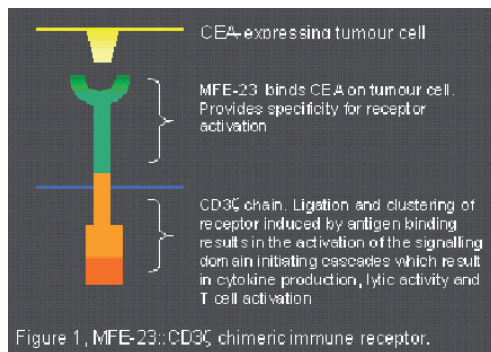 CEA-expressing tumour cell
MFE-23 binds CEA on tumour cell.
Provides specificity for receptor
activation
CD3ζ chain. Ligation and clustering of
receptor induced by antigen binding
results in the activation of the signalling
domain initiating cascades which result
in cytokine production, lytic activity and
T cell activation
Figure 1, MFE-23::CD3ζ chimeric immune receptor.